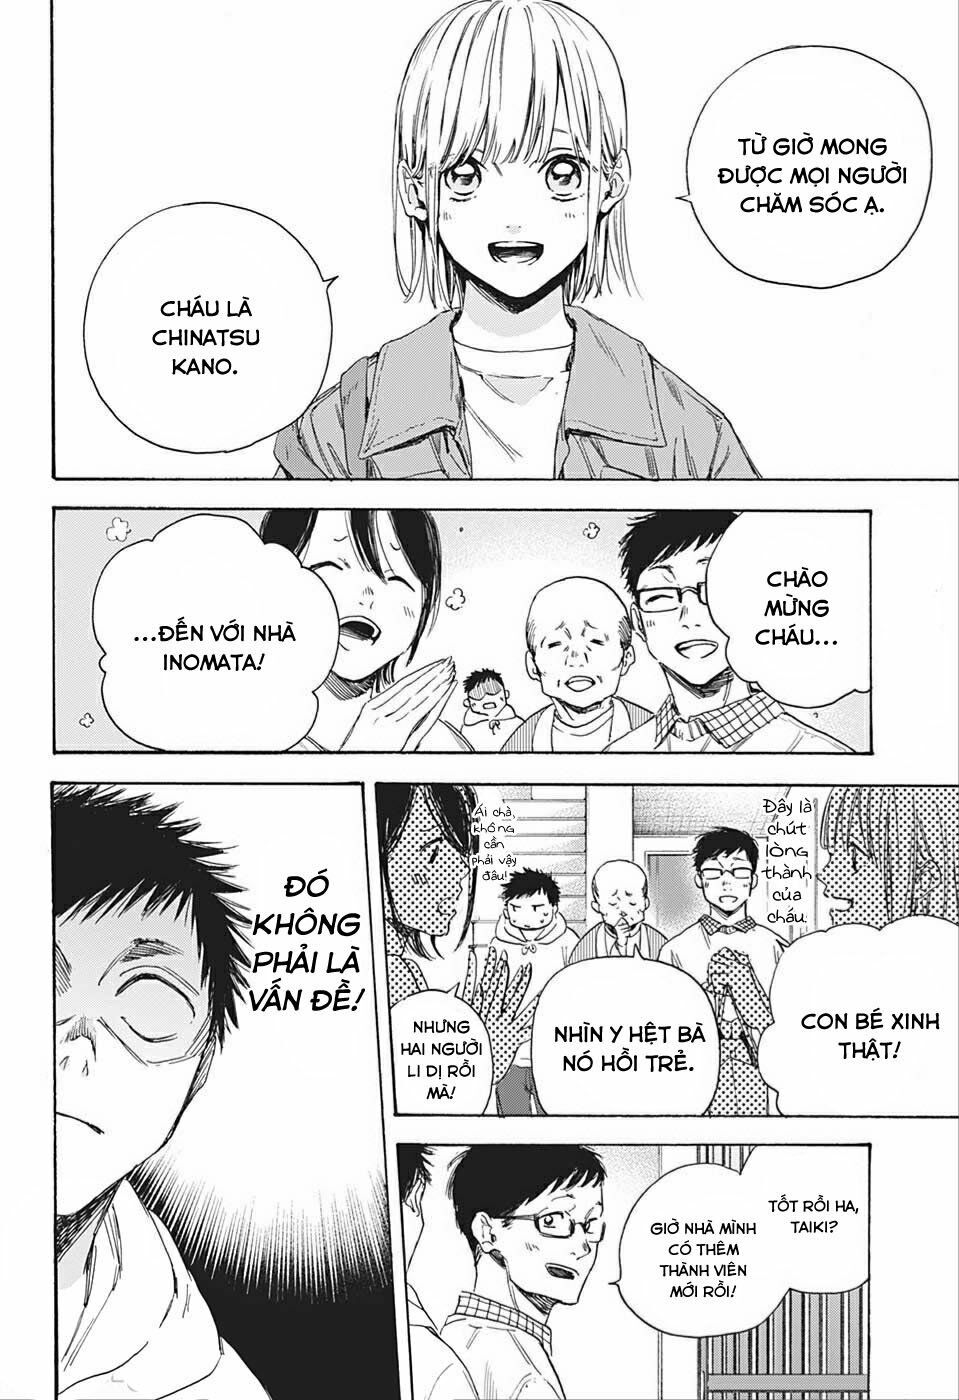 TỪ GIỜ MONG
ĐƯỢC MỌI NGƯỜI
CHĂM SÓC Ạ.
CHÁU LÀ
CHINATSU
KANO.
CHÀO
MỪNG
CHÁU...
...ĐẾN VỚI NHÀ
INOMATA!
Đây là
chút
lòng
thành
của
cháu.
Ái chà,
không
cần
phải vậy
đâu!
CON BÉ XINH
THẬT!
NHÌN Y HỆT BÀ
NÓ HỒI TRẺ.
NHƯNG
HAI NGƯỜI
LI DỊ RỒI
MÀ!
ĐÓ
KHÔNG
PHẢI LÀ
VẤN ĐỀ!
TỐT RỒI HA,
TAIKI?
GIỜ NHÀ MÌNH
CÓ THÊM
THÀNH VIÊN
MỚI RỒI!